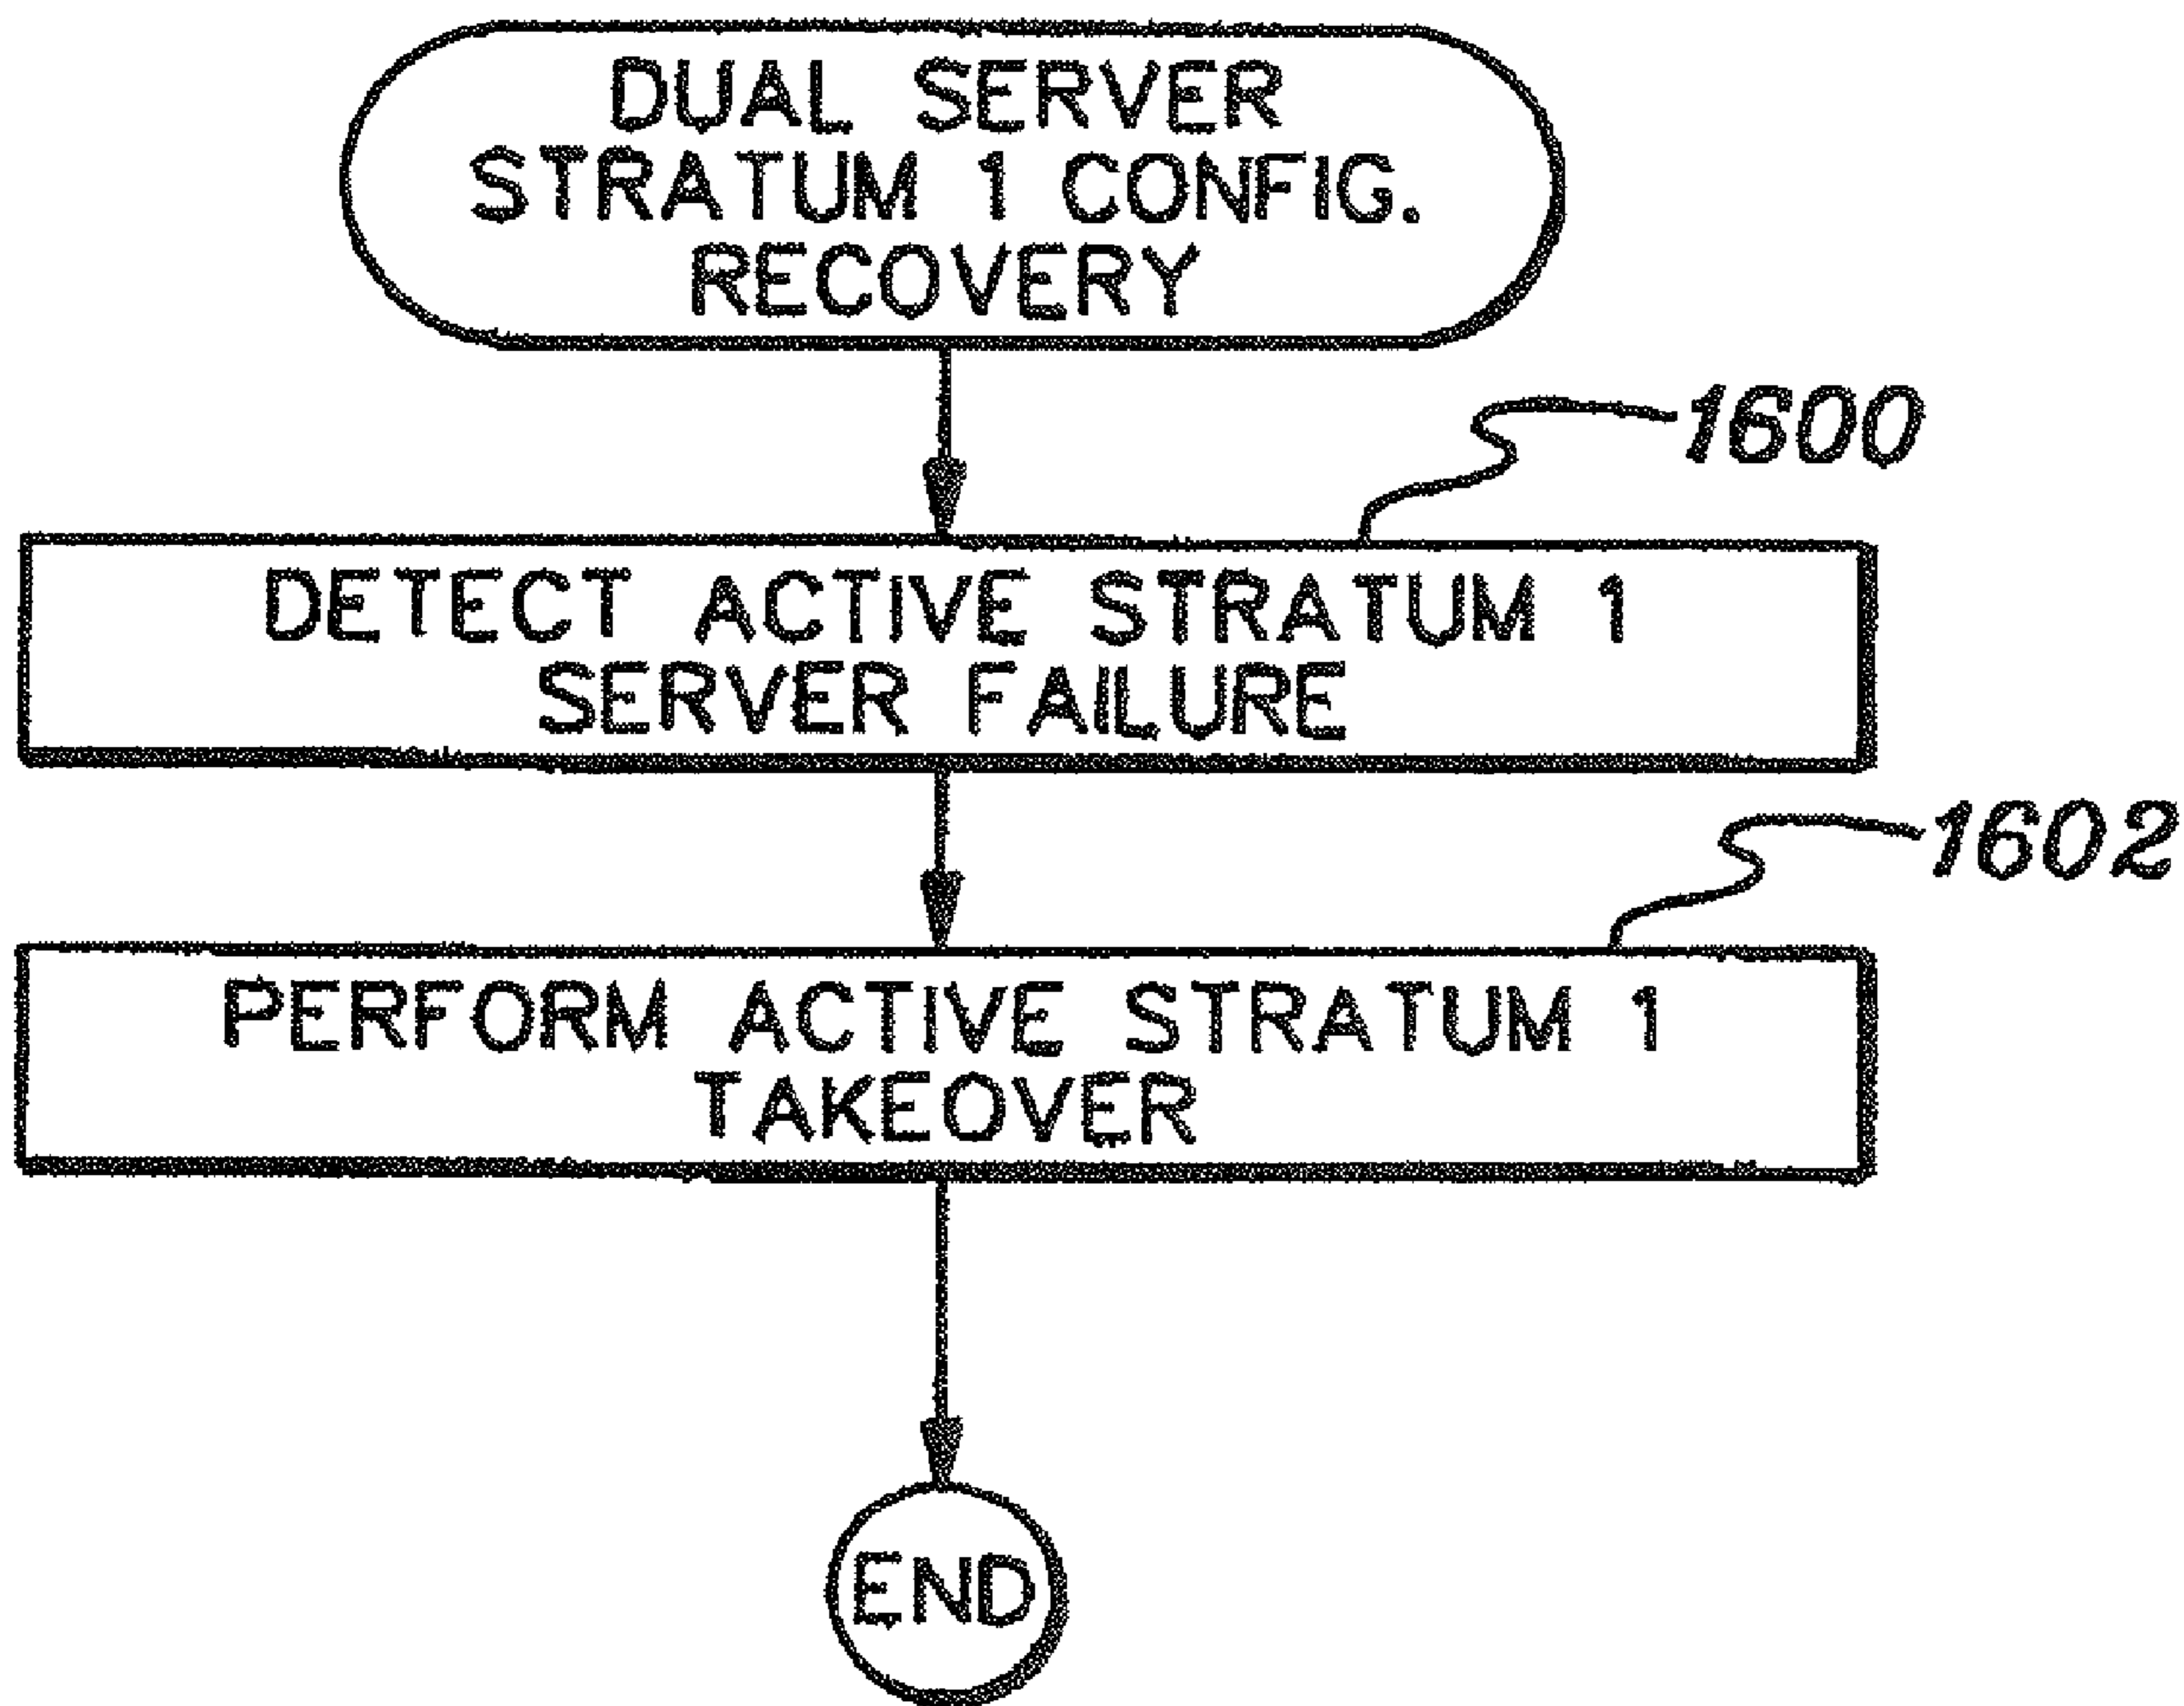 DUAL SERVER
STRATUM 1 CONFIG.
RECOVERY
1600
DETECT ACTIVE STRATUM 1
SERVER FAILURE
1602
PERFORM ACTIVE STRATUM 1
TAKEOVER
END